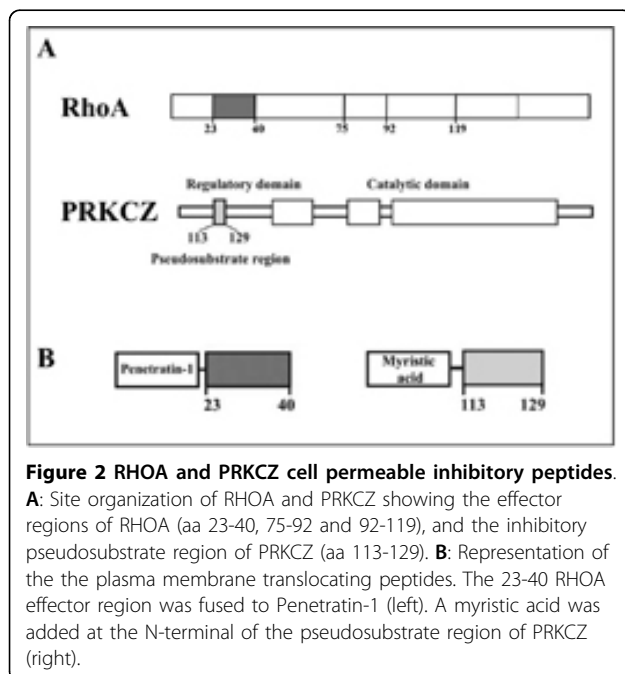 A
RhoA
23 40 75 92 119
Regulatory domain Catalytic domain
PRKCZ
113 129
Pseudosubstrate region
B
Penetratin-1 Myristic
acid
23 40 113 129
Figure 2 RHOA and PRKCZ cell permeable inhibitory peptides.
A: Site organization of RHOA and PRKCZ showing the effector
regions of RHOA (aa 23-40, 75-92 and 92-119), and the inhibitory
pseudosubstrate region of PRKCZ (aa 113-129). B: Representation of
the the plasma membrane translocating peptides. The 23-40 RHOA
effector region was fused to Penetratin-1 (left). A myristic acid was
added at the N-terminal of the pseudosubstrate region of PRKCZ
(right).